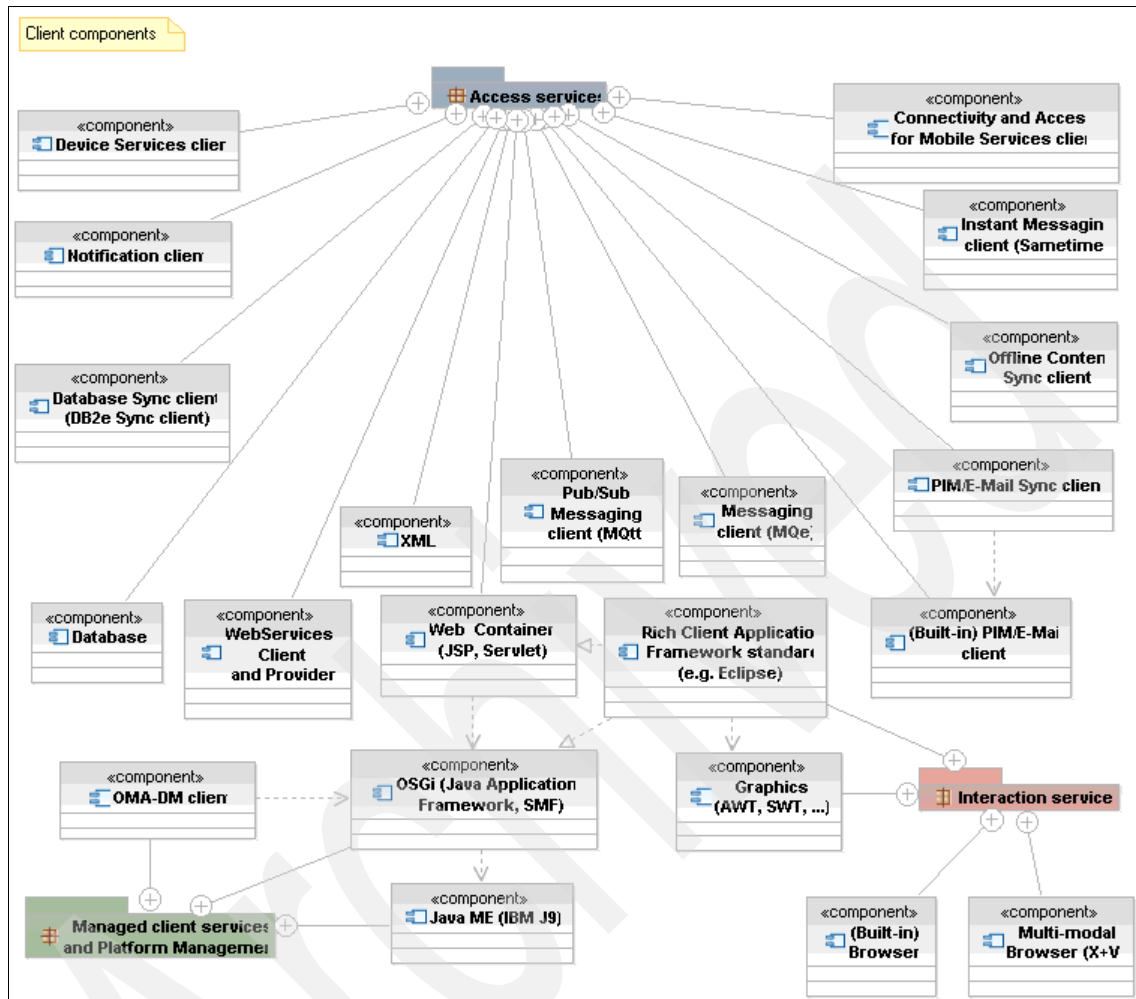 Client components
Access services
«component»
Device Services clier
«component»
Connectivity and Acces
for Mobile Services clier
«component»
Notification client
«component»
Instant Messagin
client (Sametime
«component»
Database Sync client
(DB2e Sync client)
«component»
Offline Conten
Sync client
«component»
PIM/E-Mail Sync clien
«component»
Pub/Sub
Messaging
client (MQtt
«component»
Messaging
client (MQe)
«component»
XML
«component»
Database
«component»
WebServices
Client
and Provider
«component»
Web Container
(JSP, Servlet)
«component»
Rich Client Applicatio
Framework standard
(e.g. Eclipse)
«component»
(Built-in) PIM/E-Mai
client
«component»
OMA-DM client
«component»
OSGi (Java Application
Framework, SMF)
«component»
Graphics
(AWT, SWT, ...)
Interaction service
«component»
Java ME (IBM J9)
Managed client services
and Platform Manageme
«component»
(Built-in)
Browser
«component»
Multi-modal
Browser (X+V
Archived